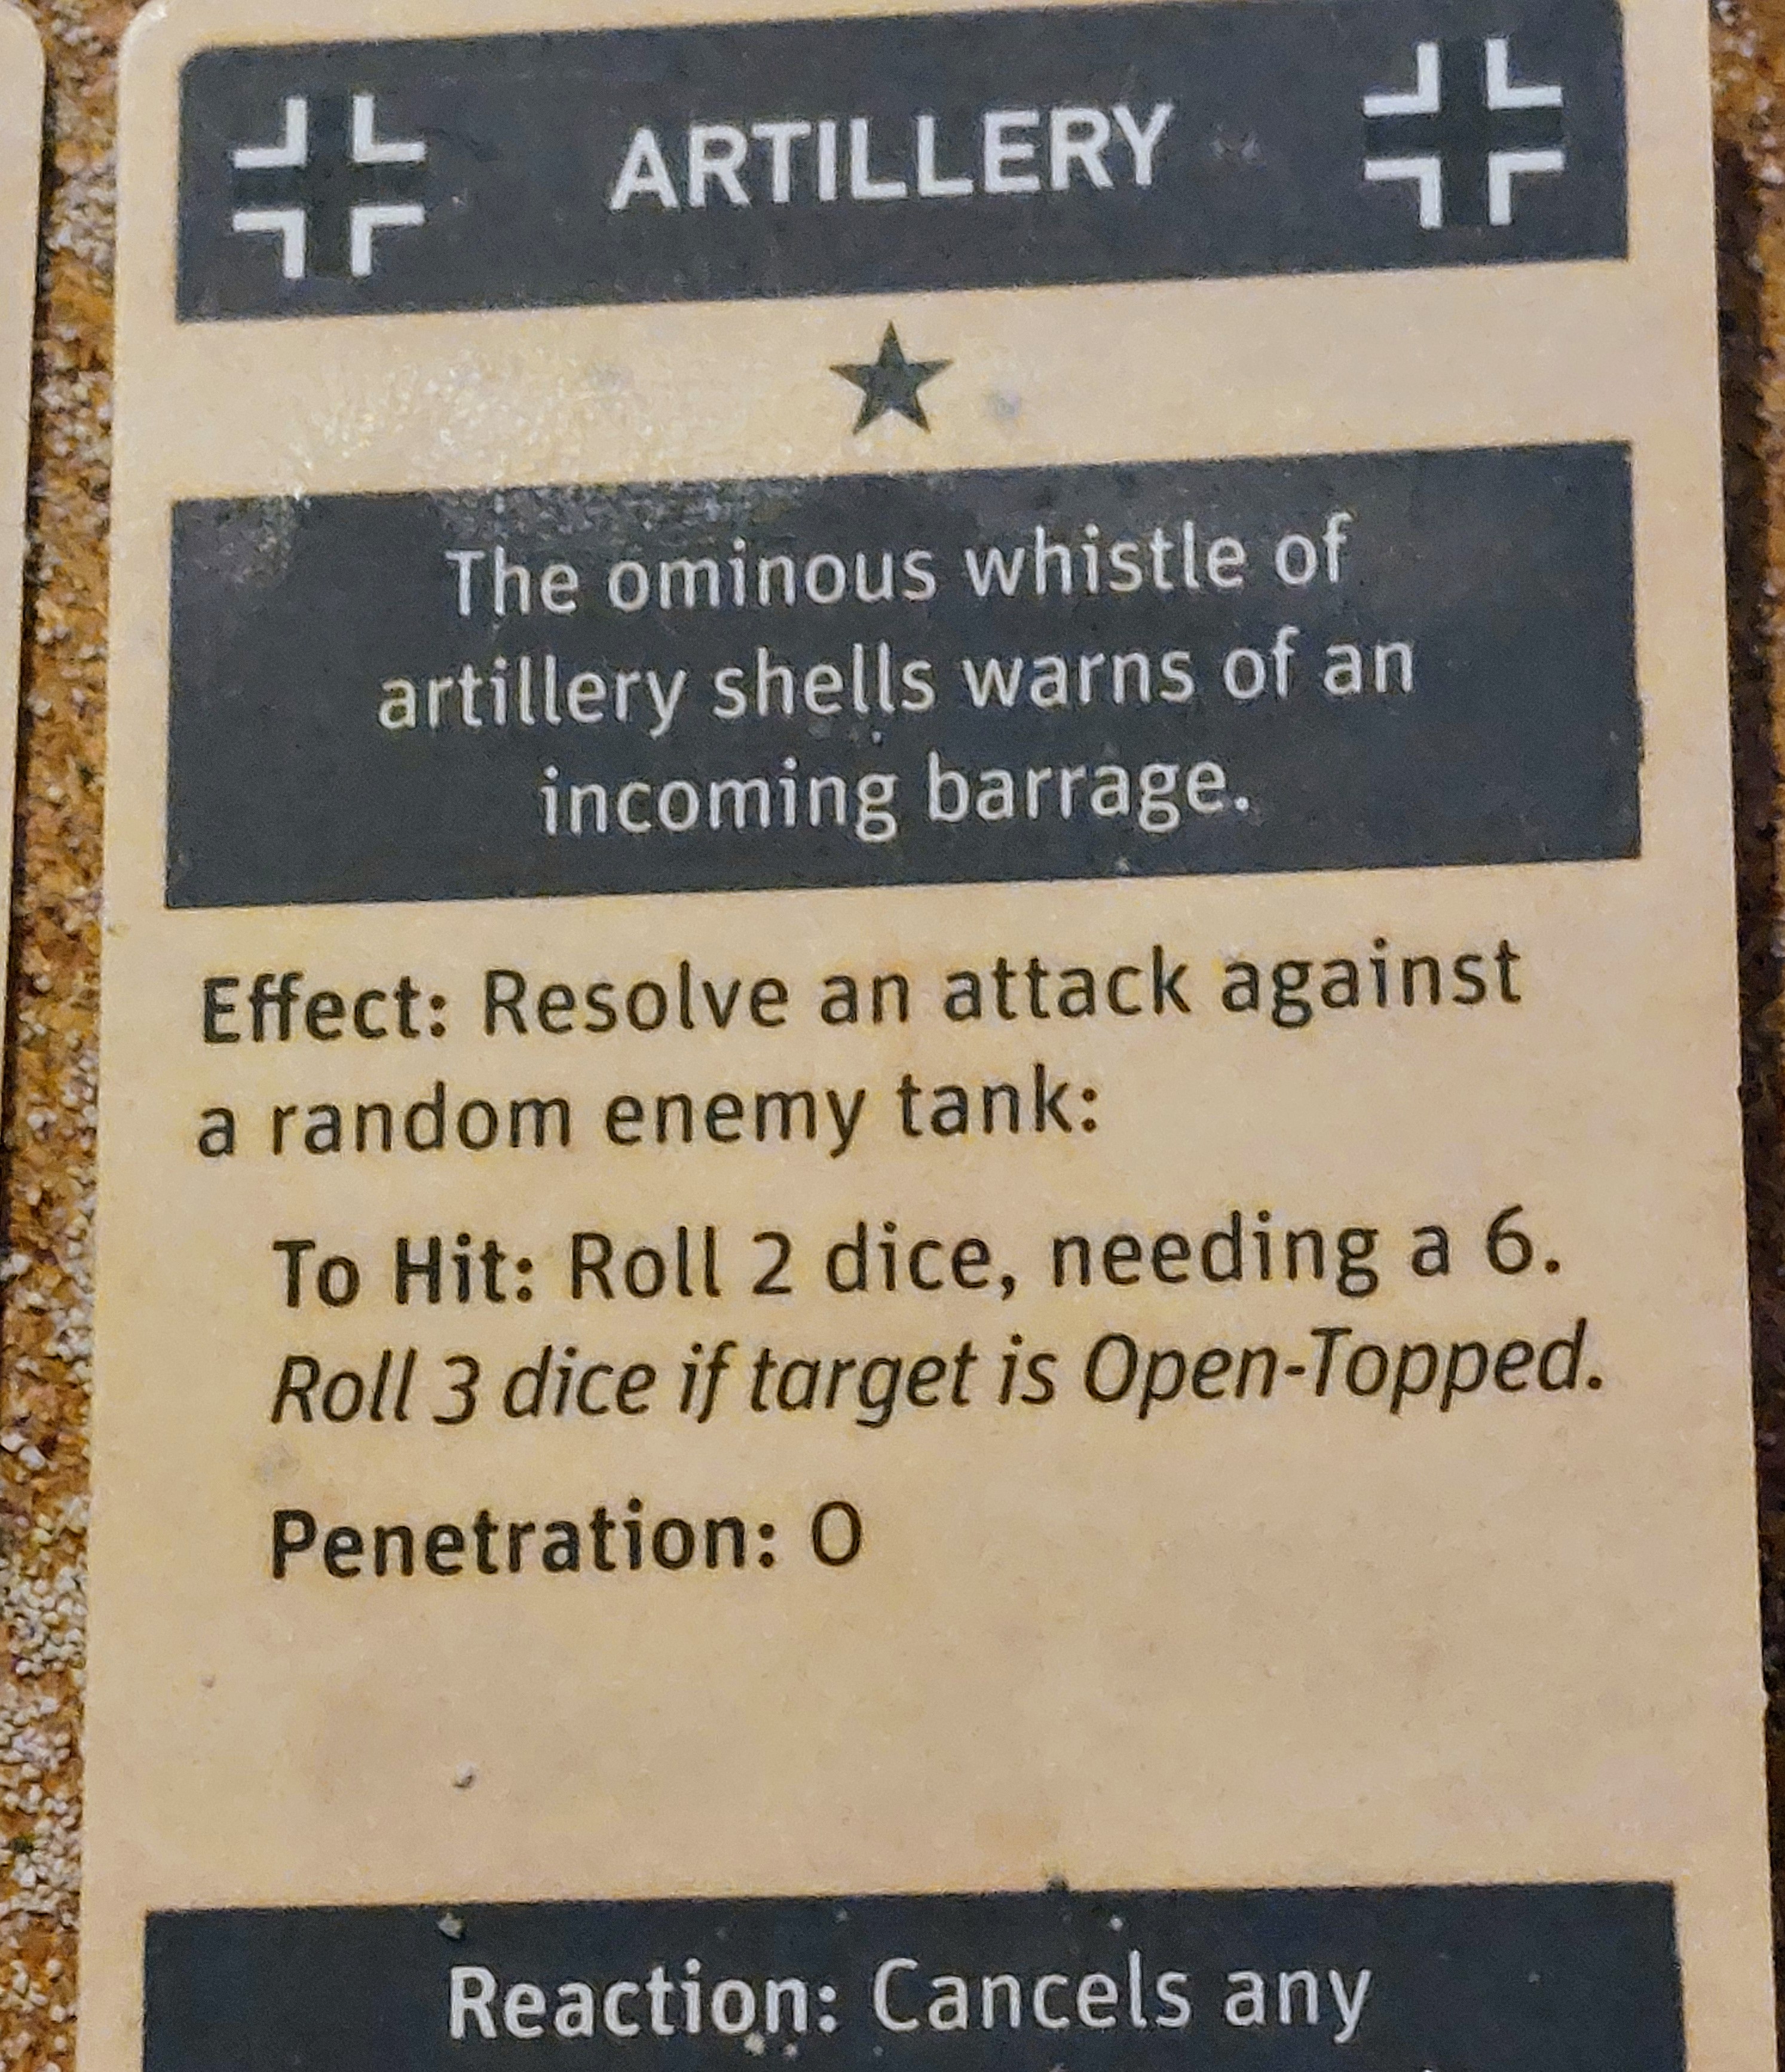 ARTILLERY
The ominous whistle of
artillery shells warns of an
incoming barrage.
Effect: Resolve an attack against
a random enemy tank:
To Hit: Roll 2 dice, needing a 6.
Roll 3 dice if target is Open-Topped.
Penetration: 0
Reaction: Cancels any